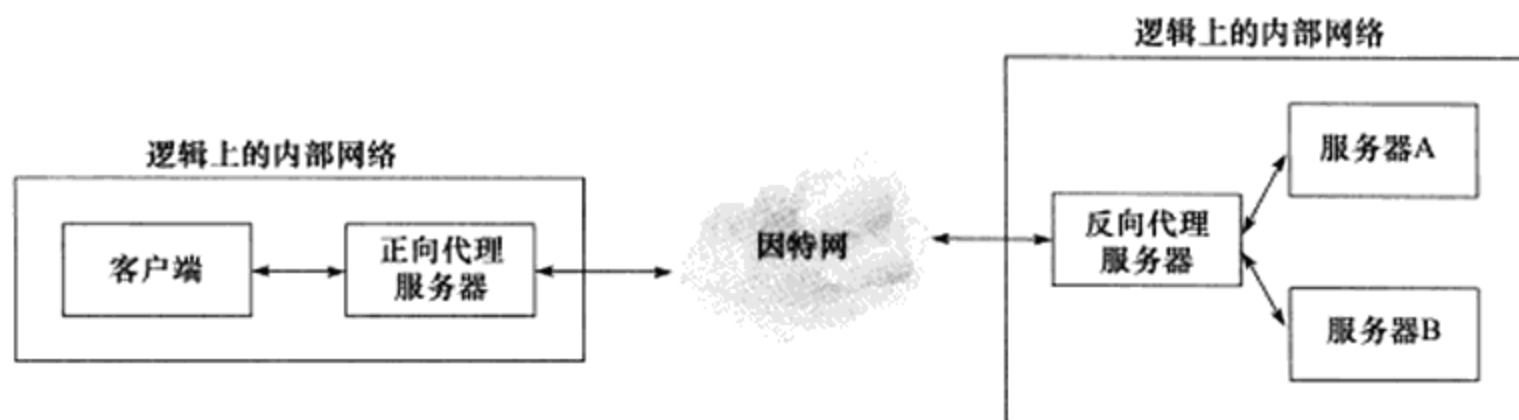 逻辑上的内部网络
逻辑上的内部网络
客户端
正向代理
服务器
因特网
反向代理
服务器
服务器A
服务器B